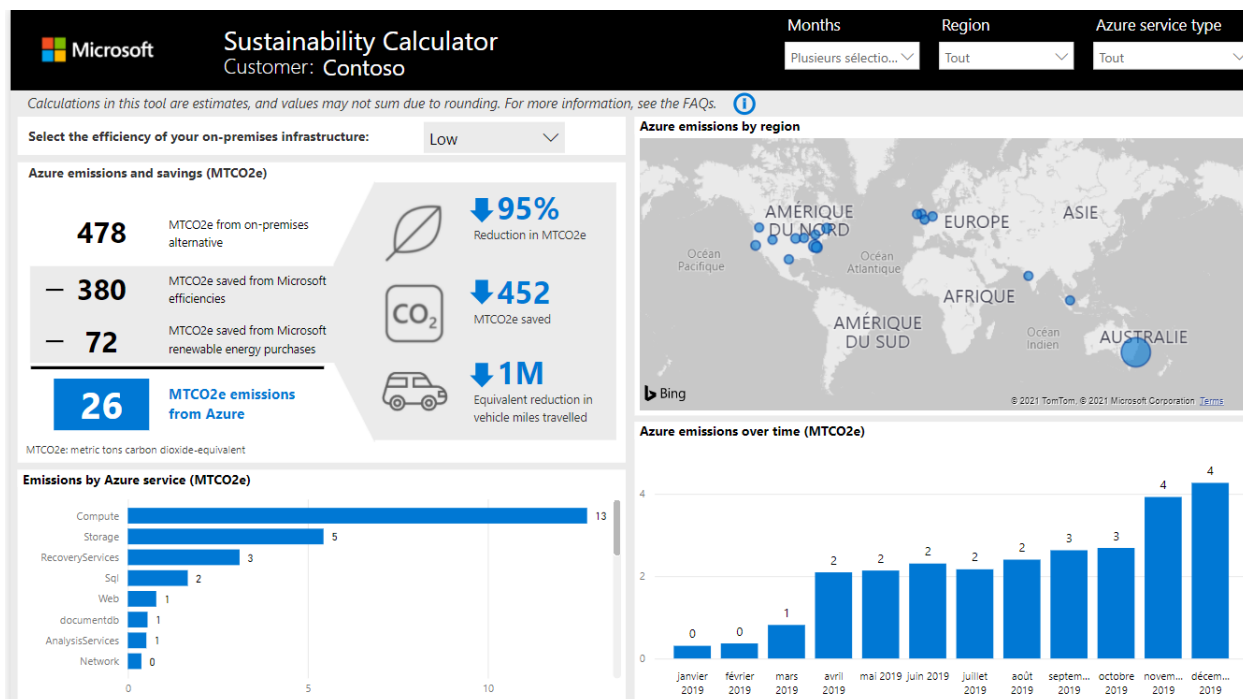 Microsoft
Sustainability Calculator
Customer: Contoso
Months
Plusieurs sélectio...
Region
Tout
Azure service type
Tout
Calculations in this tool are estimates, and values may not sum due to rounding. For more information, see the FAQs.
Select the efficiency of your on-premises infrastructure:
Low
Azure emissions and savings (MTCO2e)
478
MTCO2e from on-premises
alternative
– 380
MTCO2e saved from Microsoft
efficiencies
– 72
MTCO2e saved from Microsoft
renewable energy purchases
26
MTCO2e emissions
from Azure
MTCO2e: metric tons carbon dioxide-equivalent
95%
Reduction in MTCO2e
CO2
452
MTCO2e saved
1M
Equivalent reduction in
vehicle miles travelled
Azure emissions by region
AMÉRIQUE
DU NORD
EUROPE
ASIE
Océan
Pacifique
Océan
Atlantique
AFRIQUE
AMÉRIQUE
DU SUD
Océan
Indien
AUSTRALIE
Bing
© 2021 TomTom, © 2021 Microsoft Corporation Terms
Emissions by Azure service (MTCO2e)
Compute 13
Storage 5
RecoveryServices 3
Sql 2
Web 1
documentdb 1
AnalysisServices 1
Network 0
0 5 10
Azure emissions over time (MTCO2e)
4
2
0
0 0 1 2 2 2 2 2 3 3 4 4
janvier 2019
février 2019
mars 2019
avril 2019
mai 2019
juin 2019
juillet 2019
août 2019
septem... 2019
octobre 2019
novem... 2019
décem... 2019